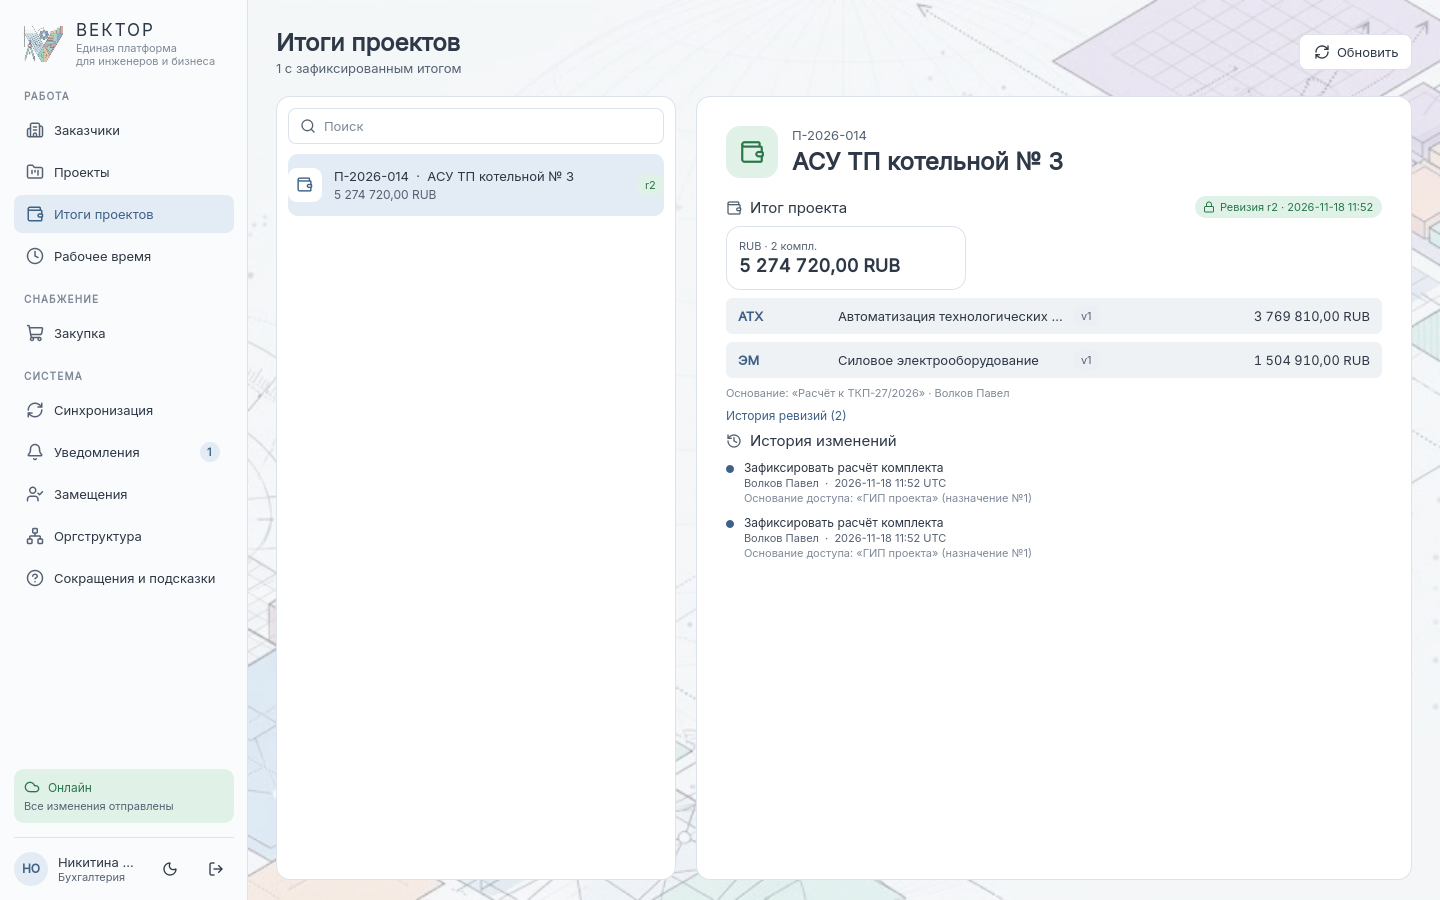 ВЕКТОР
Единая платформа
для инженеров и бизнеса
РАБОТА
Заказчики
Проекты
Итоги проектов
Рабочее время
СНАБЖЕНИЕ
Закупка
СИСТЕМА
Синхронизация
Уведомления 1
Замещения
Оргструктура
Сокращения и подсказки
Онлайн
Все изменения отправлены
НО Никитина ...
Бухгалтерия
Итоги проектов
1 с зафиксированным итогом
Обновить
Поиск
П-2026-014 · АСУ ТП котельной № 3
5 274 720,00 RUB
r2
П-2026-014
АСУ ТП котельной № 3
Итог проекта
Ревизия r2 · 2026-11-18 11:52
RUB · 2 компл.
5 274 720,00 RUB
АТХ Автоматизация технологических ... v1 3 769 810,00 RUB
ЭМ Силовое электрооборудование v1 1 504 910,00 RUB
Основание: «Расчёт к ТКП-27/2026» · Волков Павел
История ревизий (2)
История изменений
Зафиксировать расчёт комплекта
Волков Павел · 2026-11-18 11:52 UTC
Основание доступа: «ГИП проекта» (назначение №1)
Зафиксировать расчёт комплекта
Волков Павел · 2026-11-18 11:52 UTC
Основание доступа: «ГИП проекта» (назначение №1)